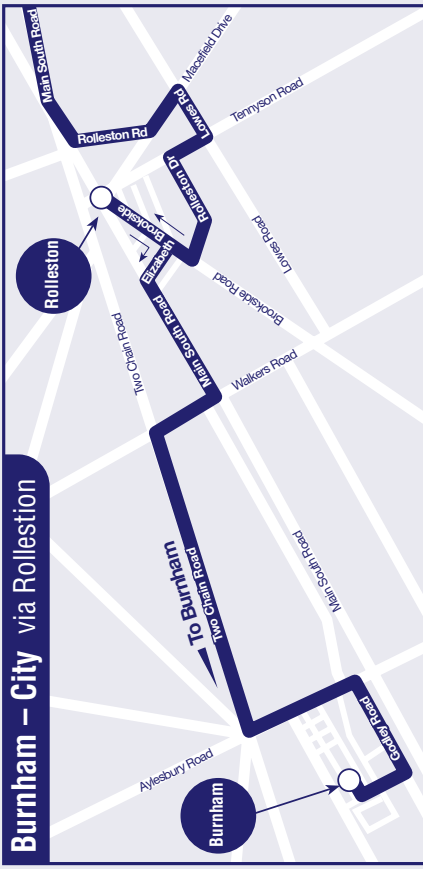 Burnham – City via Rollestion
Main South Road
Macefield Drive
Rolleston Rd
Lowes Rd
Tennyson Road
Rolleston Dr
Brookside
Rolleston
Elizabeth
Lowes Road
Brookside Road
Two Chain Road
Main South Road
Walkers Road
To Burnham
Two Chain Road
Main South Road
Aylesbury Road
Godley Road
Burnham